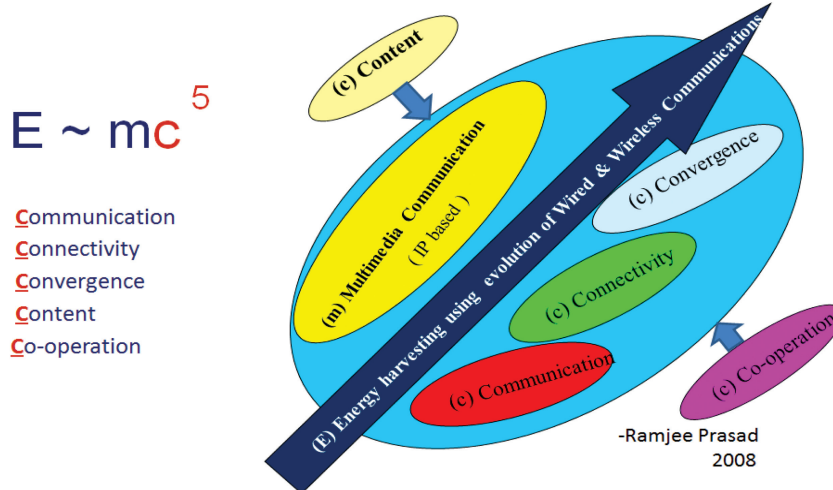 E ~ mc⁵
Communication
Connectivity
Convergence
Content
Co-operation
(c) Content
(m) Multimedia Communication
( IP based )
(E) Energy harvesting using evolution of Wired & Wireless Communications
(c) Convergence
(c) Connectivity
(c) Communication
(c) Co-operation
-Ramjee Prasad
2008